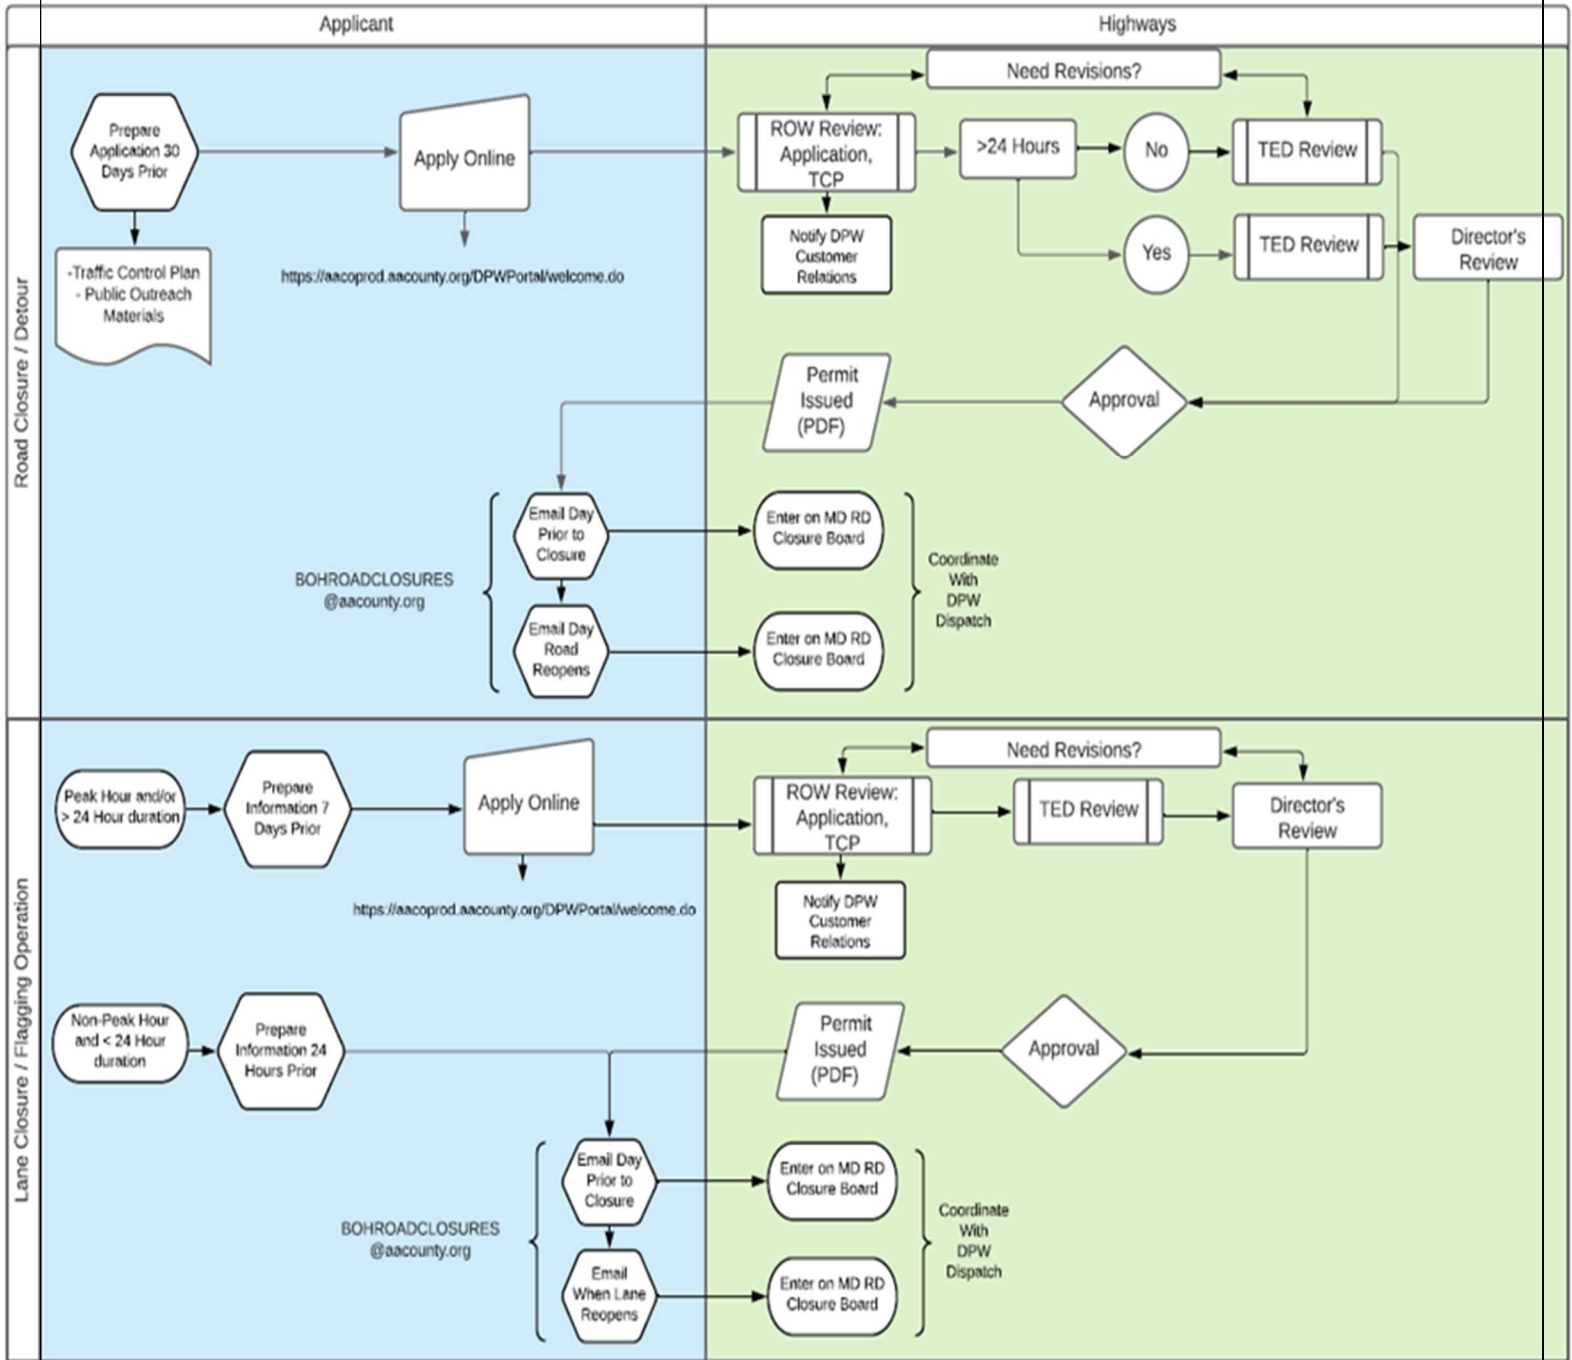 Applicant
Highways
Road Closure / Detour
Prepare
Application 30
Days Prior
Apply Online
-Traffic Control Plan
- Public Outreach
Materials
https://aacoprod.aacounty.org/DPWPortal/welcome.do
Need Revisions?
ROW Review:
Application,
TCP
>24 Hours
No
TED Review
Notify DPW
Customer
Relations
Yes
TED Review
Director's
Review
Permit
Issued
(PDF)
Approval
Email Day
Prior to
Closure
Enter on MD RD
Closure Board
BOHROADCLOSURES
@aacounty.org
Coordinate
With
DPW
Dispatch
Email Day
Road
Reopens
Enter on MD RD
Closure Board
Lane Closure / Flagging Operation
Peak Hour and/or
> 24 Hour duration
Prepare
Information 7
Days Prior
Apply Online
https://aacoprod.aacounty.org/DPWPortal/welcome.do
Need Revisions?
ROW Review:
Application,
TCP
TED Review
Director's
Review
Notify DPW
Customer
Relations
Non-Peak Hour
and < 24 Hour
duration
Prepare
Information 24
Hours Prior
Permit
Issued
(PDF)
Approval
Email Day
Prior to
Closure
Enter on MD RD
Closure Board
BOHROADCLOSURES
@aacounty.org
Coordinate
With
DPW
Dispatch
Email
When Lane
Reopens
Enter on MD RD
Closure Board